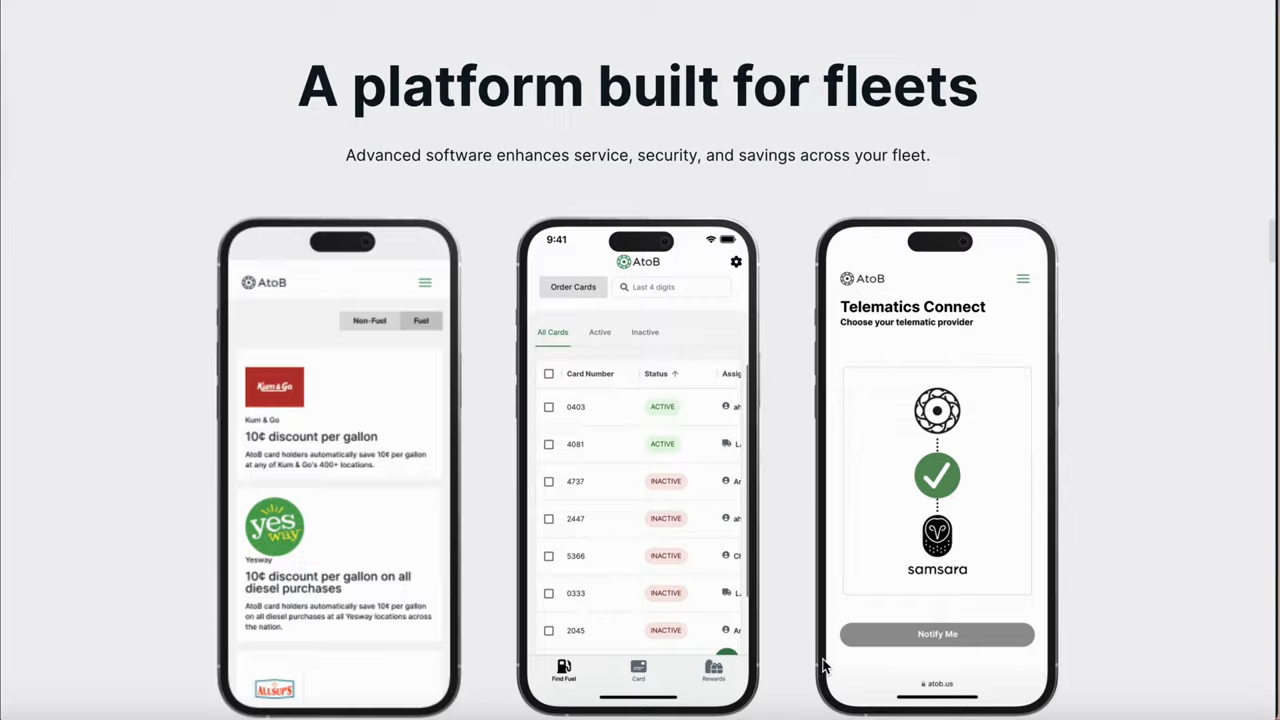 A platform built for fleets
Advanced software enhances service, security, and savings across your fleet.
AtoB
Non-Fuel
Fuel
Kum & Go
Kum & Go
10¢ discount per gallon
AtoB card holders automatically save 10¢ per gallon
at any of Kum & Go's 400+ locations.
yes
way
Yesway
10¢ discount per gallon on all
diesel purchases
AtoB card holders automatically save 10¢ per gallon
on all diesel purchases at all Yesway locations across
the nation.
ALLSUP'S
9:41
AtoB
Order Cards
Last 4 digits
All Cards Active Inactive
Card Number Status ↑ Assig
0403 ACTIVE ah
4081 ACTIVE L
4737 INACTIVE Ar
2447 INACTIVE ah
5366 INACTIVE Cl
0333 INACTIVE L
2045 INACTIVE Ar
Find Fuel Card Rewards
AtoB
Telematics Connect
Choose your telematic provider
samsara
Notify Me
atob.us